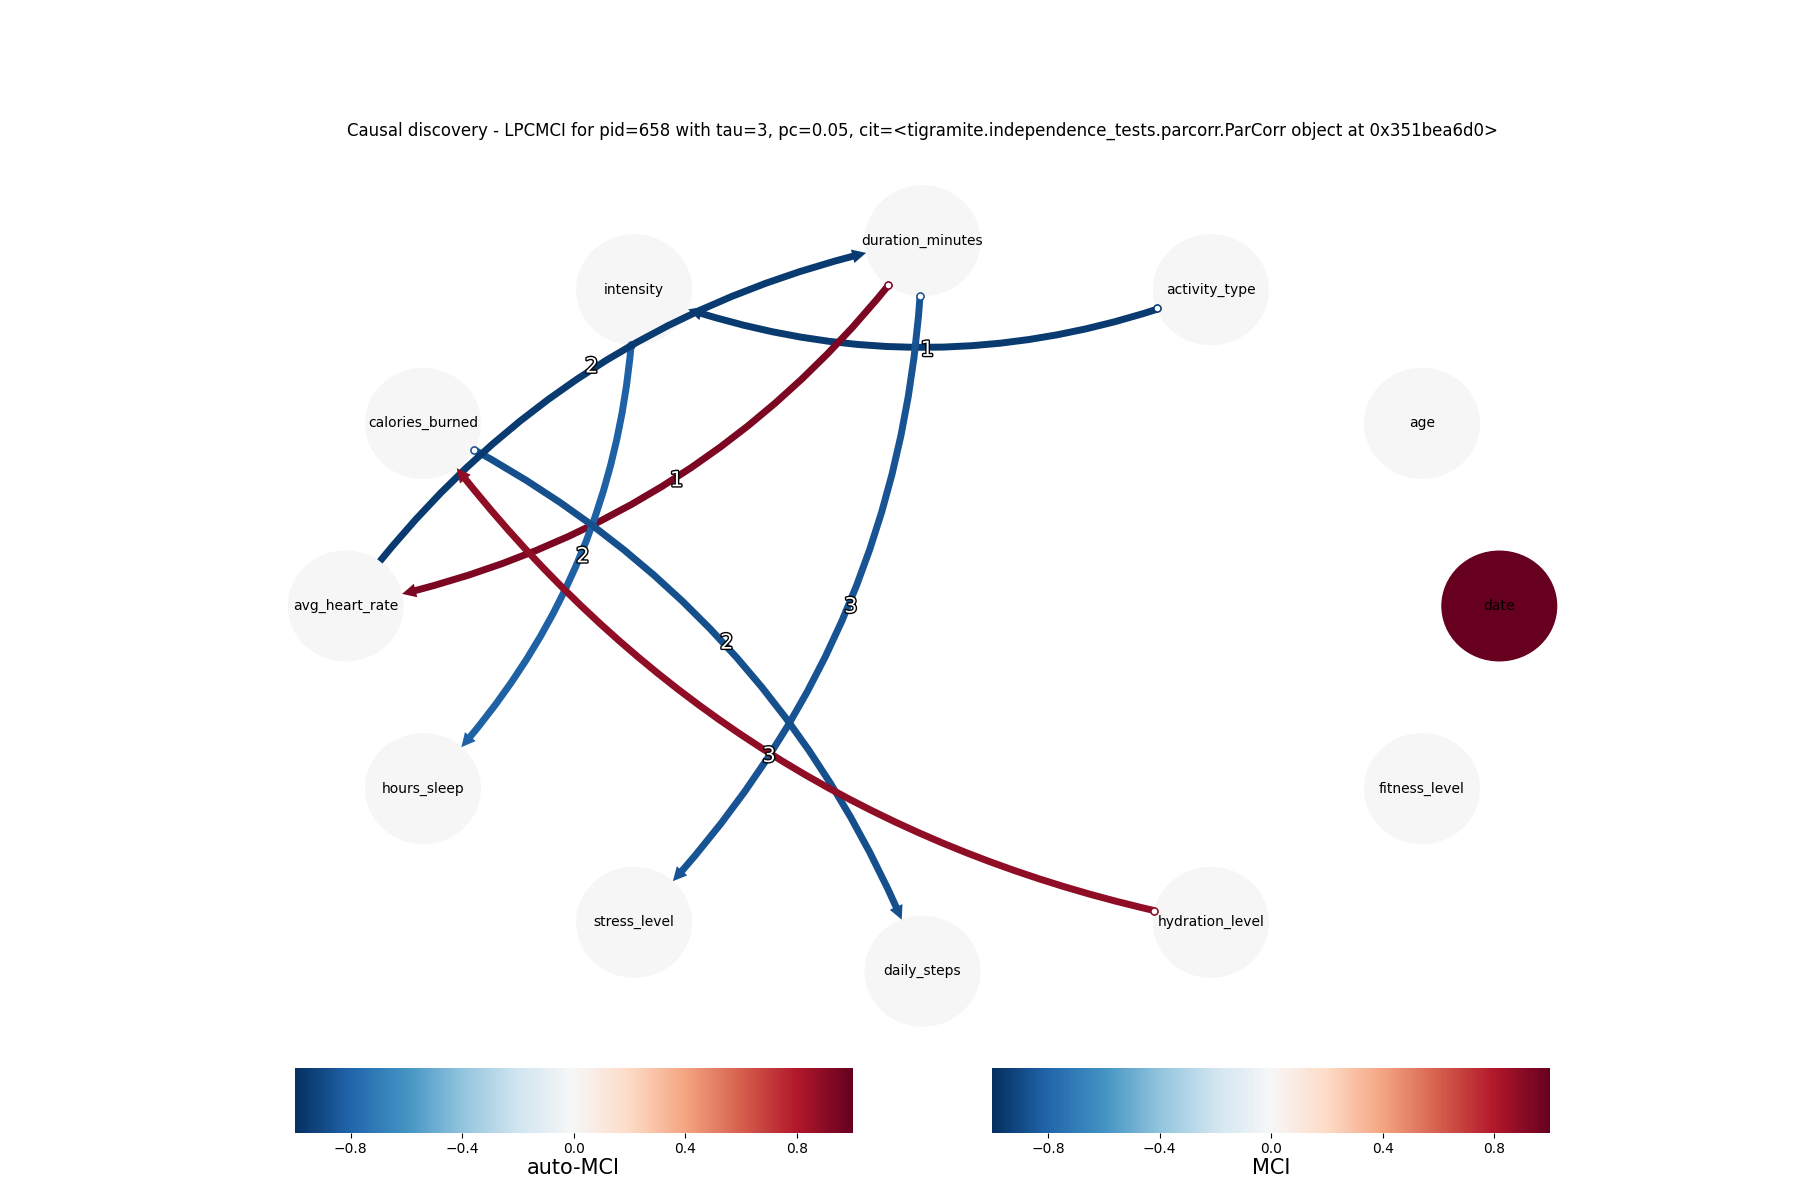 Causal discovery - LPCMCI for pid=658 with tau=3, pc=0.05, cit=<tigramite.independence_tests.parcorr.ParCorr object at 0x351bea6d0>
duration_minutes
intensity
activity_type
1
2
calories_burned
age
1
2
avg_heart_rate
3
date
2
3
hours_sleep
fitness_level
stress_level
hydration_level
daily_steps
−0.8 −0.4 0.0 0.4 0.8
auto-MCI
−0.8 −0.4 0.0 0.4 0.8
MCI